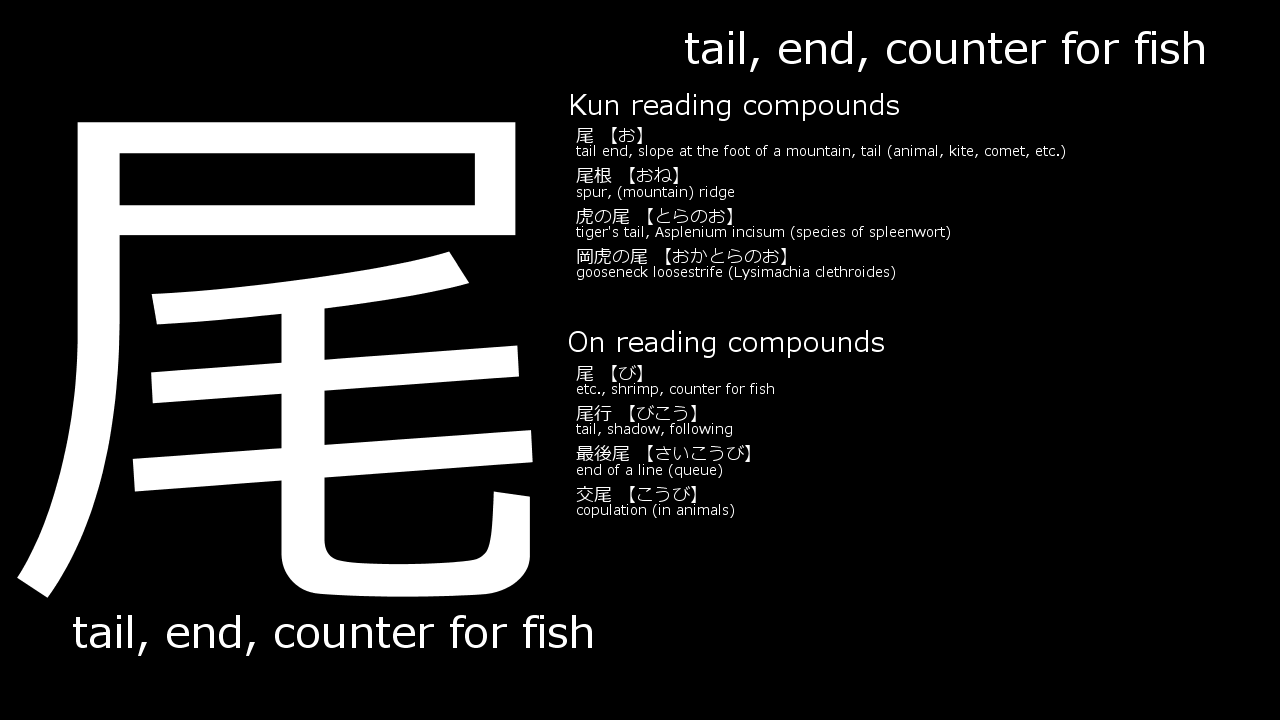 tail, end, counter for fish
尾
tail, end, counter for fish
Kun reading compounds
尾 【お】
tail end, slope at the foot of a mountain, tail (animal, kite, comet, etc.)
尾根 【おね】
spur, (mountain) ridge
虎の尾 【とらのお】
tiger's tail, Asplenium incisum (species of spleenwort)
岡虎の尾 【おかとらのお】
gooseneck loosestrife (Lysimachia clethroides)
On reading compounds
尾 【び】
etc., shrimp, counter for fish
尾行 【びこう】
tail, shadow, following
最後尾 【さいこうび】
end of a line (queue)
交尾 【こうび】
copulation (in animals)